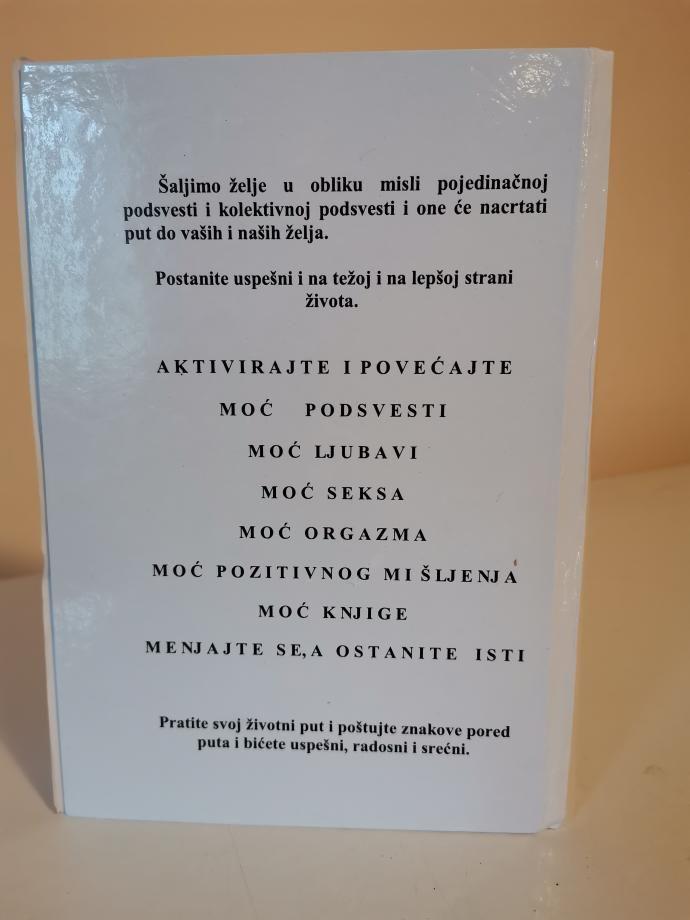 Šaljimo želje u obliku misli pojedinačnoj
podsvesti i kolektivnoj podsvesti i one će nacrtati
put do vaših i naših želja.
Postanite uspešni i na težoj i na lepšoj strani
života.
AKTIVIRAJTE I POVEĆAJTE
MOĆ PODSVESTI
MOĆ LJUBAVI
MOĆ SEKSA
MOĆ ORGAZMA
MOĆ POZITIVNOG MIŠLJENJA
MOĆ KNJIGE
MENJAJTE SE, A OSTANITE ISTI
Pratite svoj životni put i poštujte znakove pored
puta i bićete uspešni, radosni i srećni.